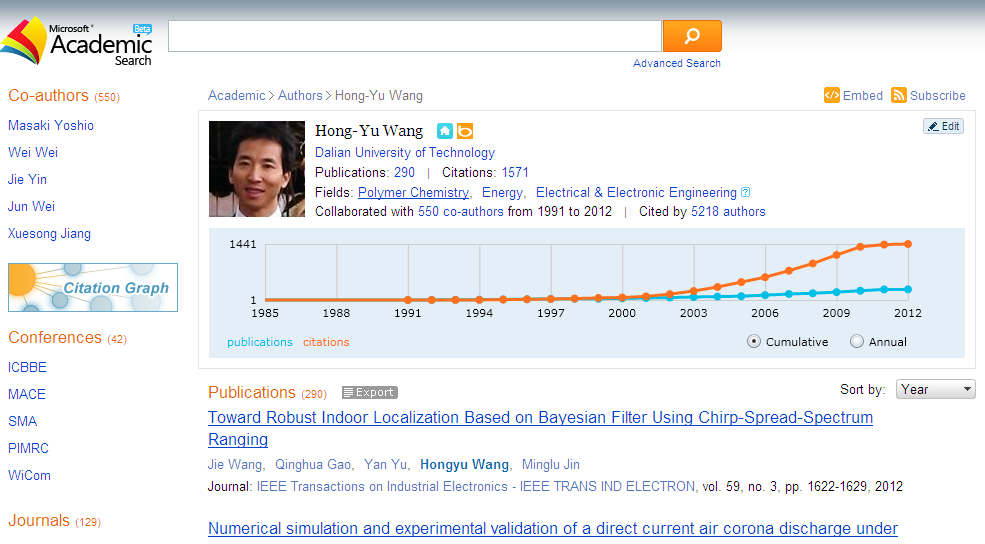 Microsoft®
Beta
Academic
Search
Advanced Search
Co-authors (550)
Masaki Yoshio
Wei Wei
Jie Yin
Jun Wei
Xuesong Jiang
Citation Graph
Conferences (42)
ICBBE
MACE
SMA
PIMRC
WiCom
Journals (129)
Academic > Authors > Hong-Yu Wang
</> Embed Subscribe
Hong-Yu Wang
Edit
Dalian University of Technology
Publications: 290 | Citations: 1571
Fields: Polymer Chemistry, Energy, Electrical & Electronic Engineering ?
Collaborated with 550 co-authors from 1991 to 2012 | Cited by 5218 authors
1441
1
1985 1988 1991 1994 1997 2000 2003 2006 2009 2012
publications citations
Cumulative Annual
Publications (290) Export
Sort by: Year
Toward Robust Indoor Localization Based on Bayesian Filter Using Chirp-Spread-Spectrum
Ranging
Jie Wang, Qinghua Gao, Yan Yu, Hongyu Wang, Minglu Jin
Journal: IEEE Transactions on Industrial Electronics - IEEE TRANS IND ELECTRON, vol. 59, no. 3, pp. 1622-1629, 2012
Numerical simulation and experimental validation of a direct current air corona discharge under